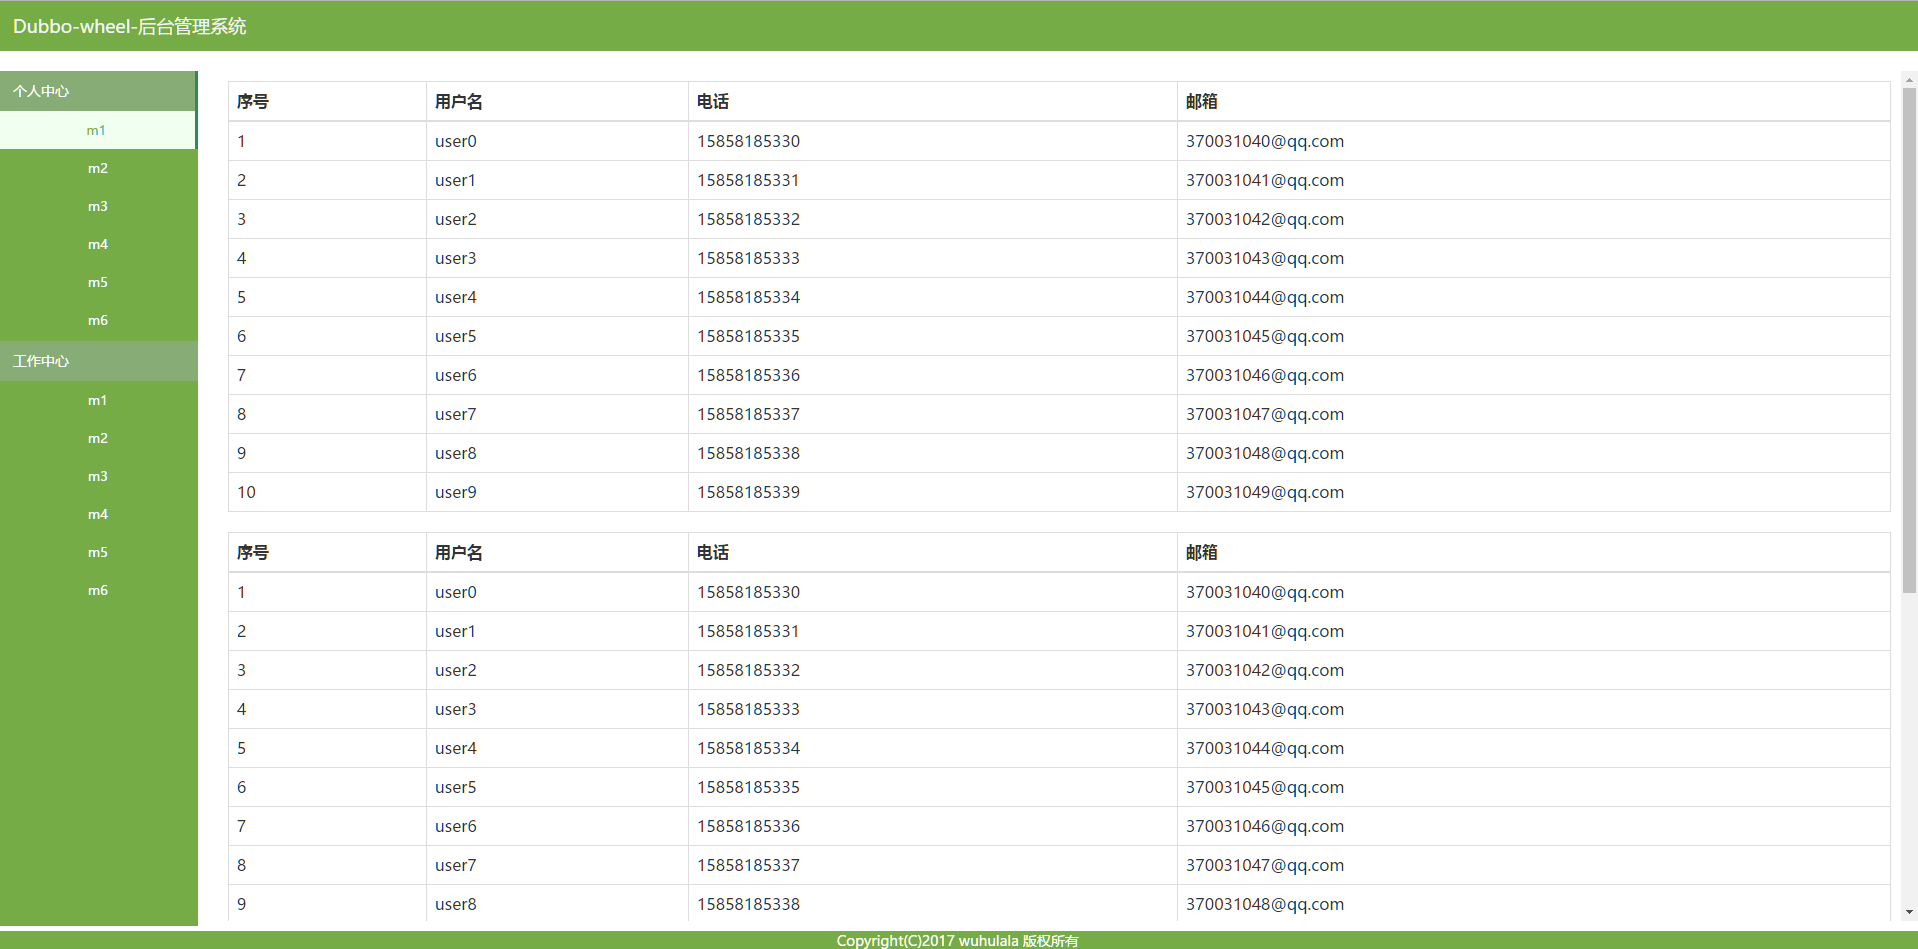 Dubbo-wheel-后台管理系统
个人中心
m1
m2
m3
m4
m5
m6
工作中心
m1
m2
m3
m4
m5
m6
序号 用户名 电话 邮箱
1 user0 15858185330 370031040@qq.com
2 user1 15858185331 370031041@qq.com
3 user2 15858185332 370031042@qq.com
4 user3 15858185333 370031043@qq.com
5 user4 15858185334 370031044@qq.com
6 user5 15858185335 370031045@qq.com
7 user6 15858185336 370031046@qq.com
8 user7 15858185337 370031047@qq.com
9 user8 15858185338 370031048@qq.com
10 user9 15858185339 370031049@qq.com
序号 用户名 电话 邮箱
1 user0 15858185330 370031040@qq.com
2 user1 15858185331 370031041@qq.com
3 user2 15858185332 370031042@qq.com
4 user3 15858185333 370031043@qq.com
5 user4 15858185334 370031044@qq.com
6 user5 15858185335 370031045@qq.com
7 user6 15858185336 370031046@qq.com
8 user7 15858185337 370031047@qq.com
9 user8 15858185338 370031048@qq.com
Copyright(C)2017 wuhulala 版权所有